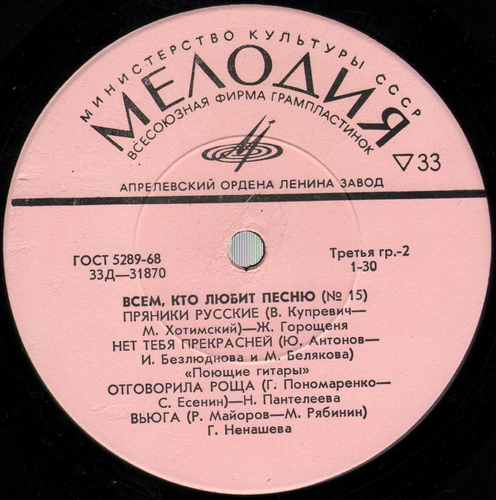 МИНИСТЕРСТВО КУЛЬТУРЫ СССР
МЕЛОДИЯ
ВСЕСОЮЗНАЯ ФИРМА ГРАМПЛАСТИНОК
▽33
АПРЕЛЕВСКИЙ ОРДЕНА ЛЕНИНА ЗАВОД
ГОСТ 5289-68
33Д—31870
Третья гр.-2
1-30
ВСЕМ, КТО ЛЮБИТ ПЕСНЮ (№ 15)
ПРЯНИКИ РУССКИЕ (В. Купревич—
М. Хотимский)—Ж. Горощеня
НЕТ ТЕБЯ ПРЕКРАСНЕЙ (Ю. Антонов—
И. Безлюднова и М. Белякова)
«Поющие гитары»
ОТГОВОРИЛА РОЩА (Г. Пономаренко—
С. Есенин)—Н. Пантелеева
ВЬЮГА (Р. Майоров—М. Рябинин)
Г. Ненашева